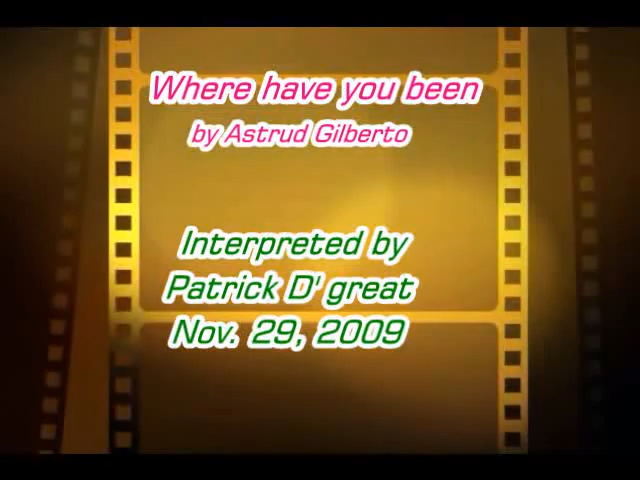 Where have you been
by Astrud Gilberto
Interpreted by
Patrick D' great
Nov. 29, 2009